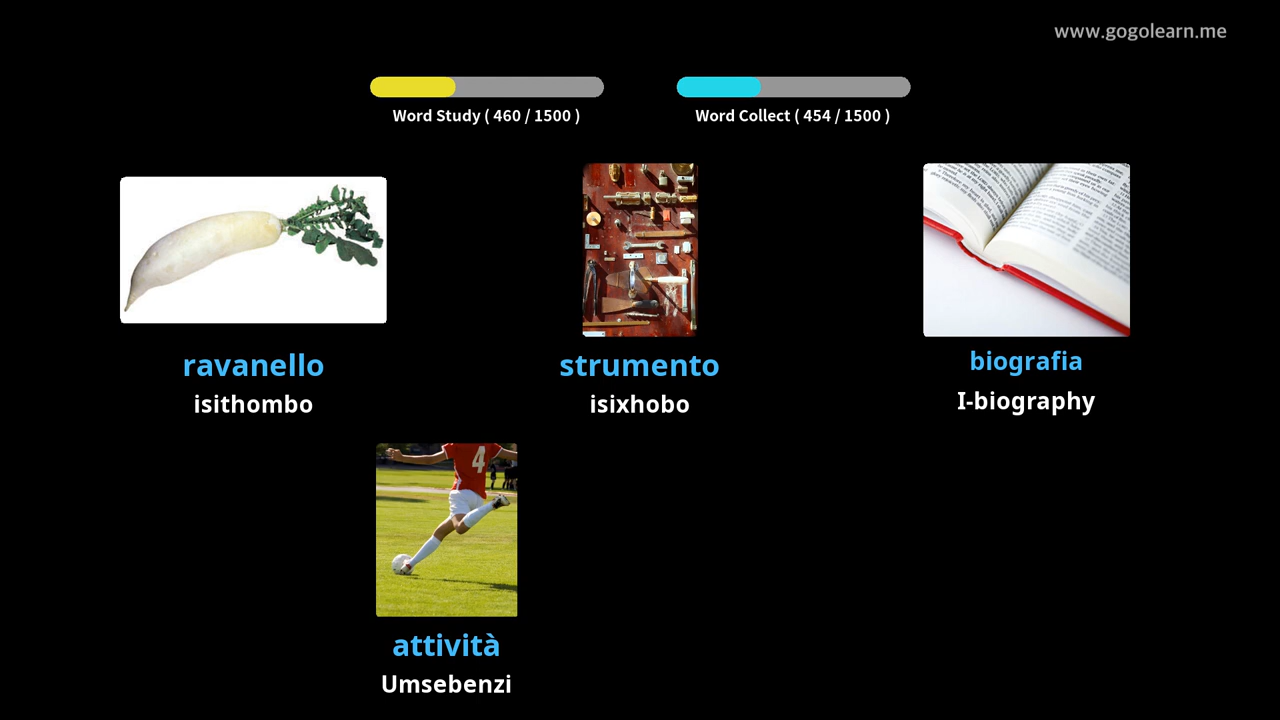 www.gogolearn.me
Word Study ( 460 / 1500 )
Word Collect ( 454 / 1500 )
ravanello
isithombo
strumento
isixhobo
biografia
I-biography
4
attività
Umsebenzi